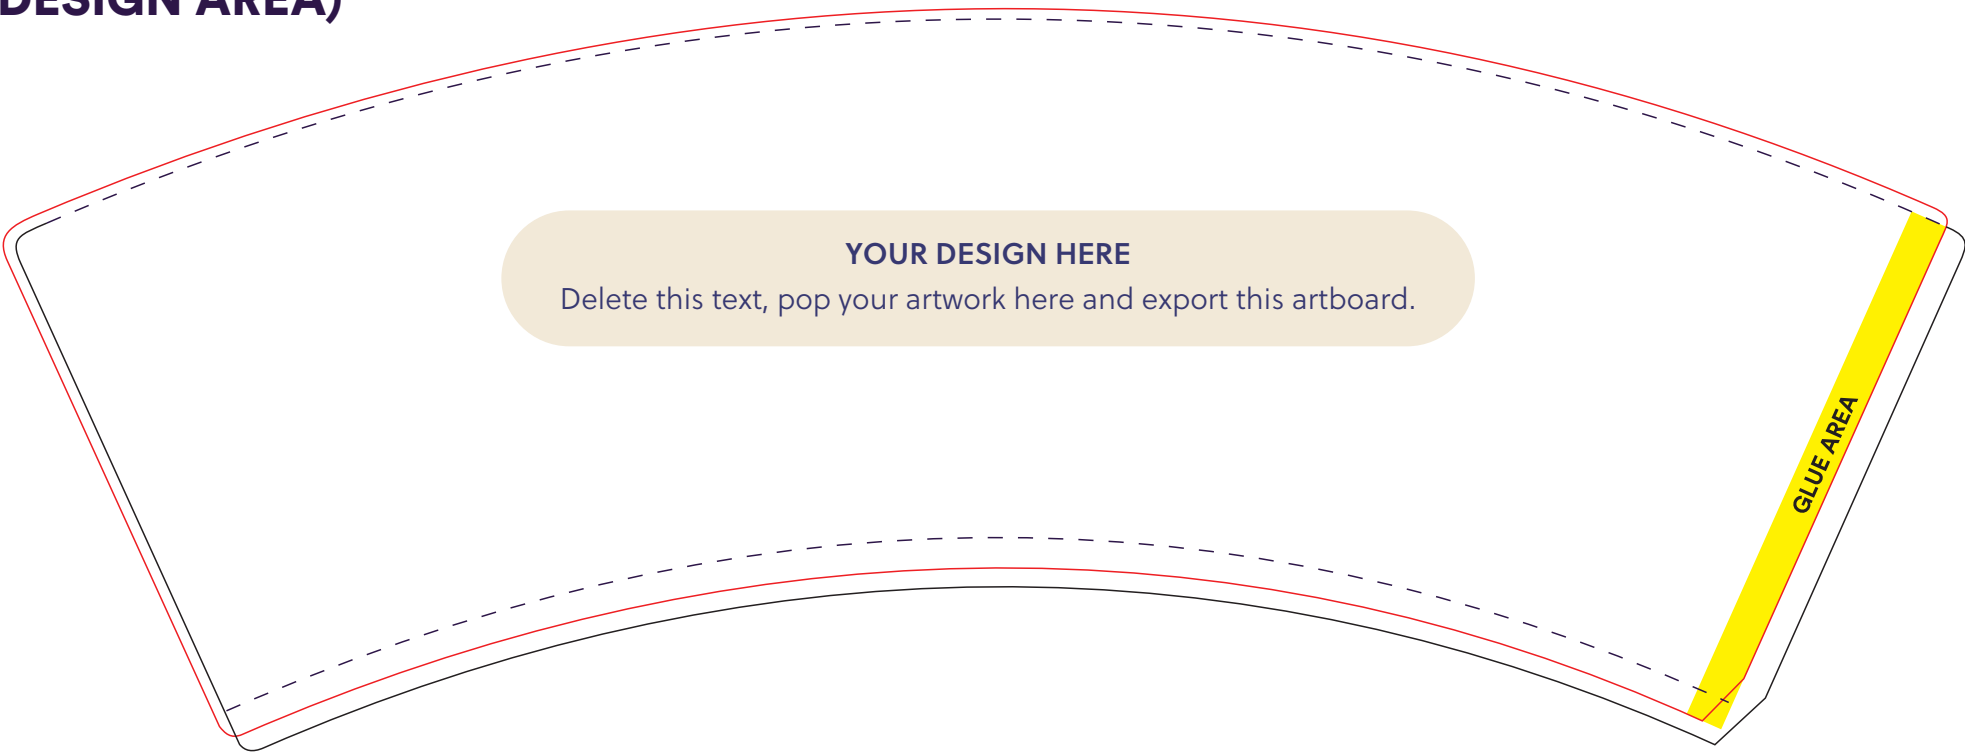 DESIGN AREA)
YOUR DESIGN HERE
Delete this text, pop your artwork here and export this artboard.
GLUE AREA